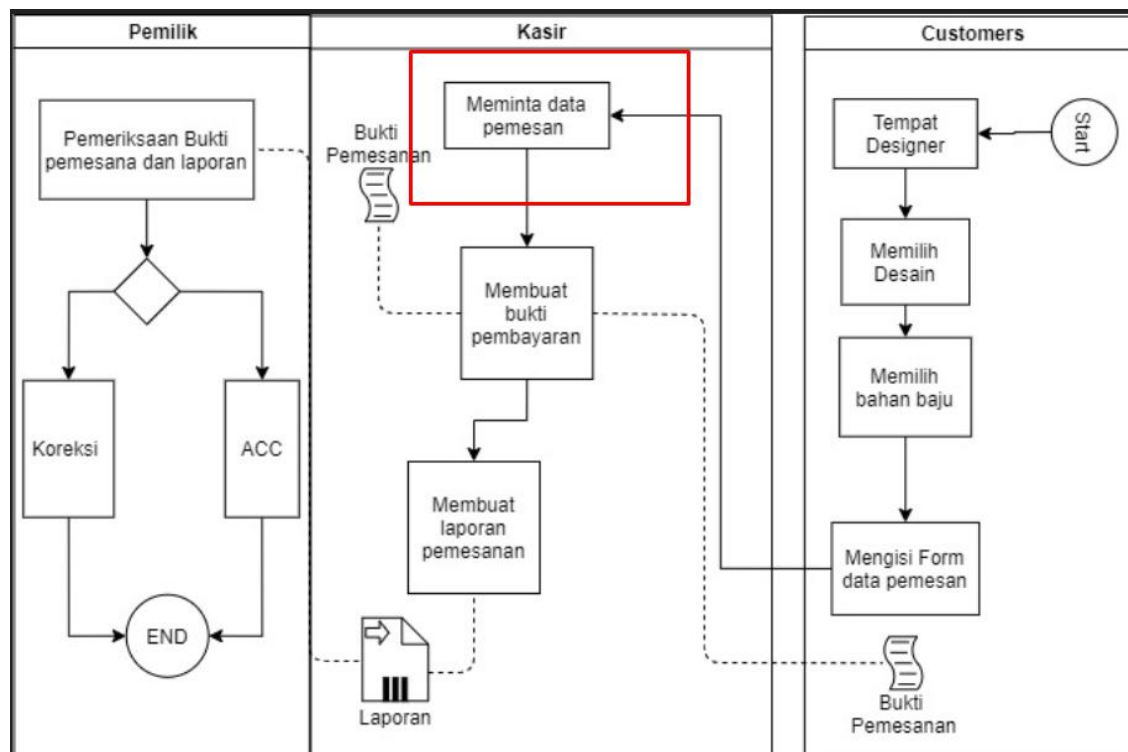 Pemilik
Kasir
Customers
Pemeriksaan Bukti
pemesana dan laporan
Koreksi
ACC
END
Meminta data
pemesan
Bukti
Pemesanan
Membuat
bukti
pembayaran
Membuat
laporan
pemesanan
Laporan
Start
Tempat
Designer
Memilih
Desain
Memilih
bahan baju
Mengisi Form
data pemesan
Bukti
Pemesanan